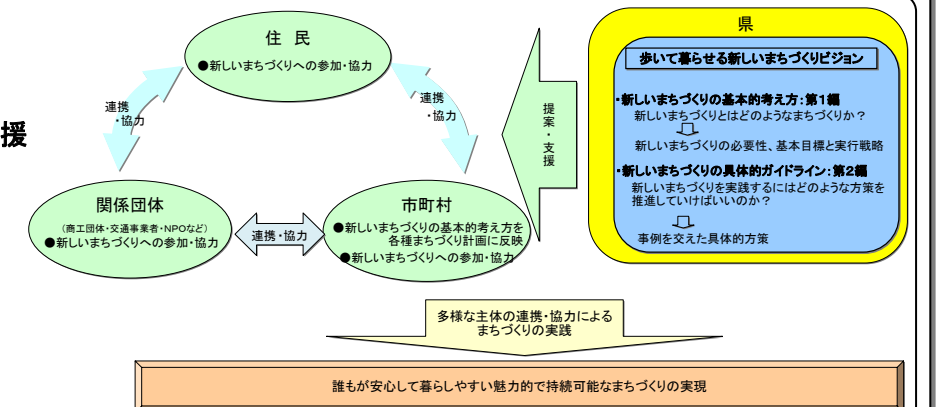 援
住　民
●新しいまちづくりへの参加・協力
連携
・協力
連携
・協力
関係団体
（商工団体・交通事業者・NPOなど）
●新しいまちづくりへの参加・協力
連携・協力
市町村
●新しいまちづくりの基本的考え方を
各種まちづくり計画に反映
●新しいまちづくりへの参加・協力
提案・支援
県
歩いて暮らせる新しいまちづくりビジョン
・新しいまちづくりの基本的考え方：第1編
新しいまちづくりとはどのようなまちづくりか？
新しいまちづくりの必要性、基本目標と実行戦略
・新しいまちづくりの具体的ガイドライン：第2編
新しいまちづくりを実践するにはどのような方策を
推進していけばいいのか？
事例を交えた具体的方策
多様な主体の連携・協力による
まちづくりの実践
誰もが安心して暮らしやすい魅力的で持続可能なまちづくりの実現